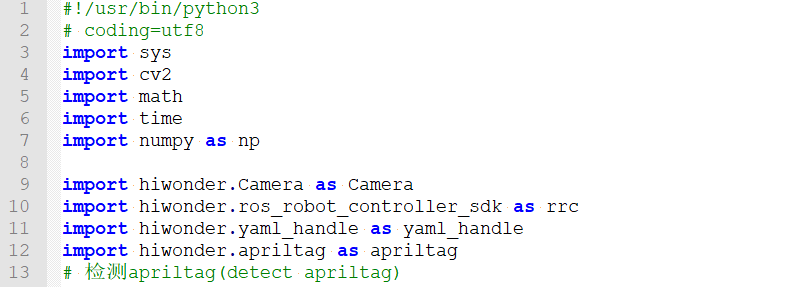 1 #!/usr/bin/python3
2 # coding=utf8
3 import sys
4 import cv2
5 import math
6 import time
7 import numpy as np
8
9 import hiwonder.Camera as Camera
10 import hiwonder.ros_robot_controller_sdk as rrc
11 import hiwonder.yaml_handle as yaml_handle
12 import hiwonder.apriltag as apriltag
13 # 检测apriltag(detect apriltag)